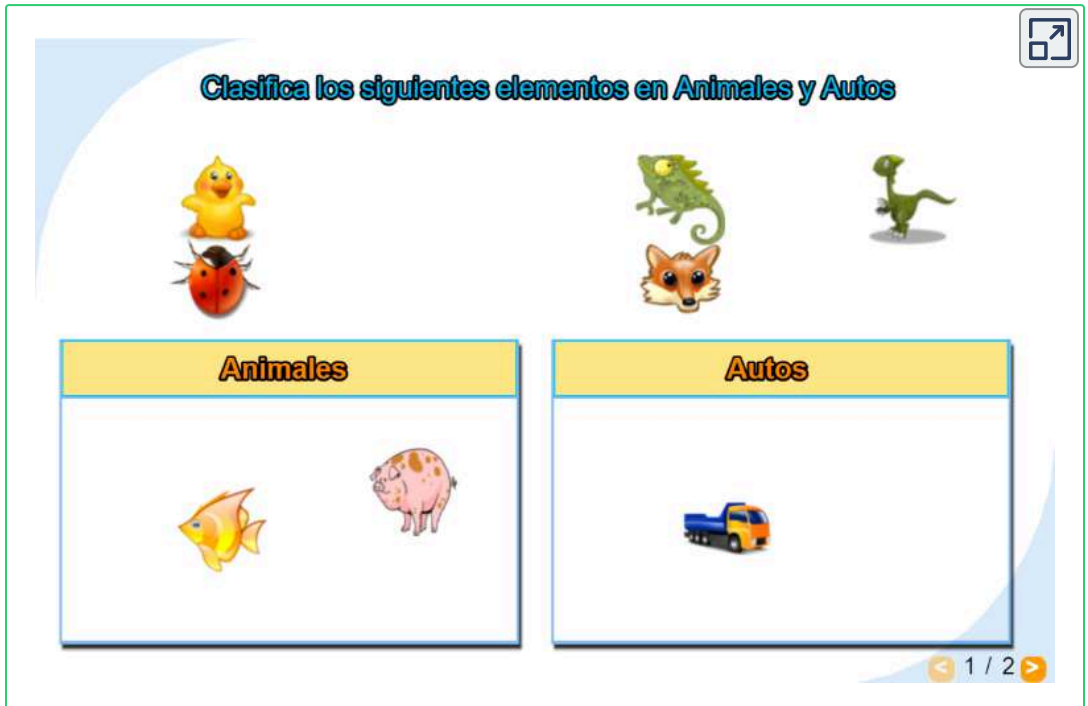 Clasifica los siguientes elementos en Animales y Autos
Animales
Autos
< 1 / 2 >